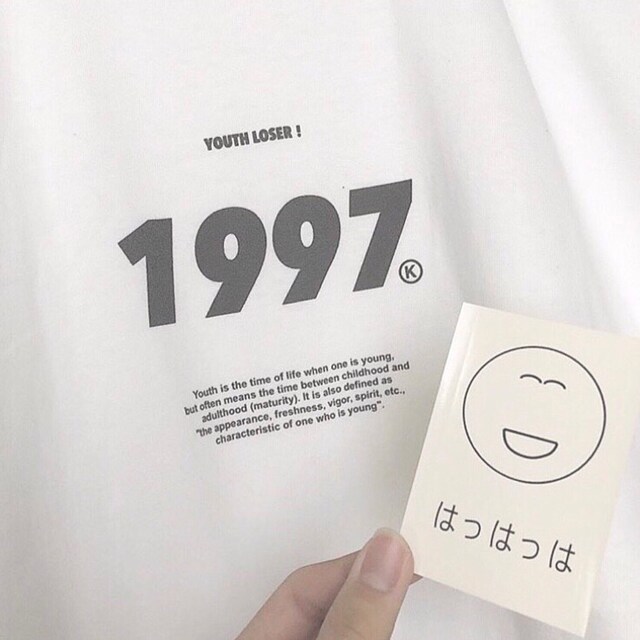 YOUTH LOSER !
1997
Ⓚ
Youth is the time of life when one is young,
but often means the time between childhood and
adulthood (maturity). It is also defined as
"the appearance, freshness, vigor, spirit, etc.,
characteristic of one who is young".
はっはっは